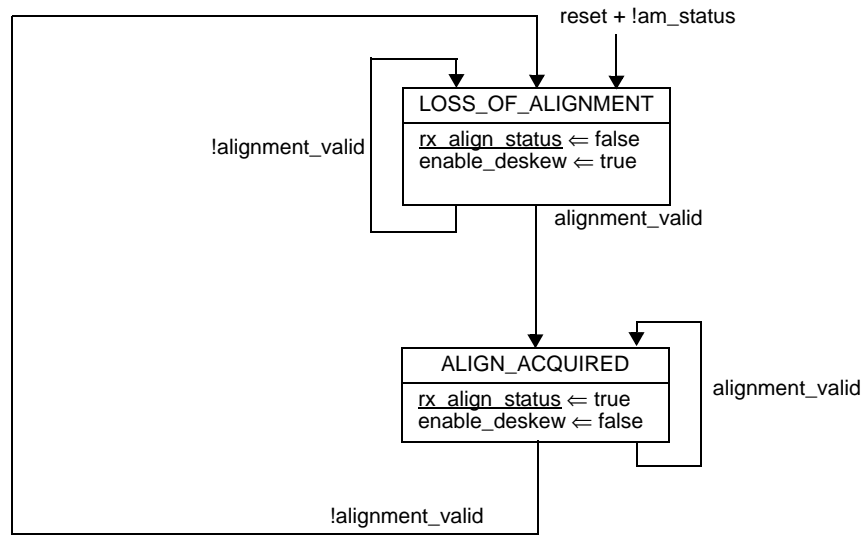 reset + !am_status
LOSS_OF_ALIGNMENT
rx_align_status ⇐ false
enable_deskew ⇐ true
!alignment_valid
alignment_valid
ALIGN_ACQUIRED
rx_align_status ⇐ true
enable_deskew ⇐ false
alignment_valid
!alignment_valid